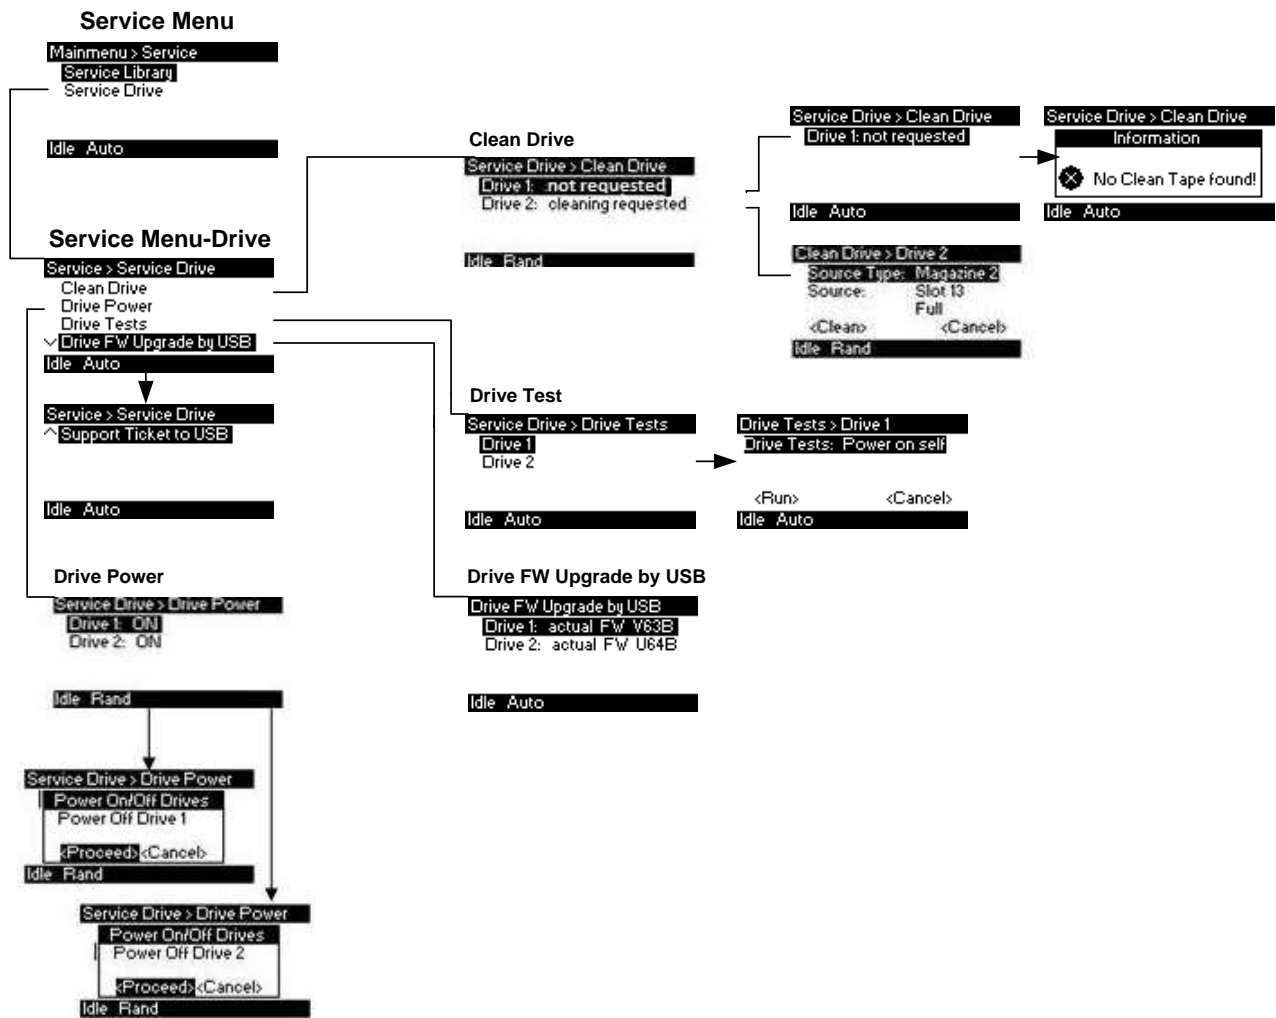 Service Menu
Mainmenu > Service
Service Library
Service Drive
Idle Auto
Service Menu-Drive
Service > Service Drive
Clean Drive
Drive Power
Drive Tests
Drive FW Upgrade by USB
Idle Auto
Service > Service Drive
Support Ticket to USB
Idle Auto
Drive Power
Service Drive > Drive Power
Drive 1: ON
Drive 2: ON
Idle Rand
Service Drive > Drive Power
Power On/Off Drives
Power Off Drive 1
<Proceed> <Cancel>
Idle Rand
Service Drive > Drive Power
Power On/Off Drives
Power Off Drive 2
<Proceed> <Cancel>
Idle Rand
Clean Drive
Service Drive > Clean Drive
Drive 1: not requested
Drive 2: cleaning requested
Idle Rand
Service Drive > Clean Drive
Drive 1: not requested
Idle Auto
Service Drive > Clean Drive
Information
No Clean Tape found!
Idle Auto
Clean Drive > Drive 2
Source Type: Magazine 2
Source: Slot 13
Full
<Clean> <Cancel>
Idle Rand
Drive Test
Service Drive > Drive Tests
Drive 1
Drive 2
Idle Auto
Drive Tests > Drive 1
Drive Tests: Power on self
<Run> <Cancel>
Idle Auto
Drive FW Upgrade by USB
Drive FW Upgrade by USB
Drive 1: actual FW V63B
Drive 2: actual FW U64B
Idle Auto